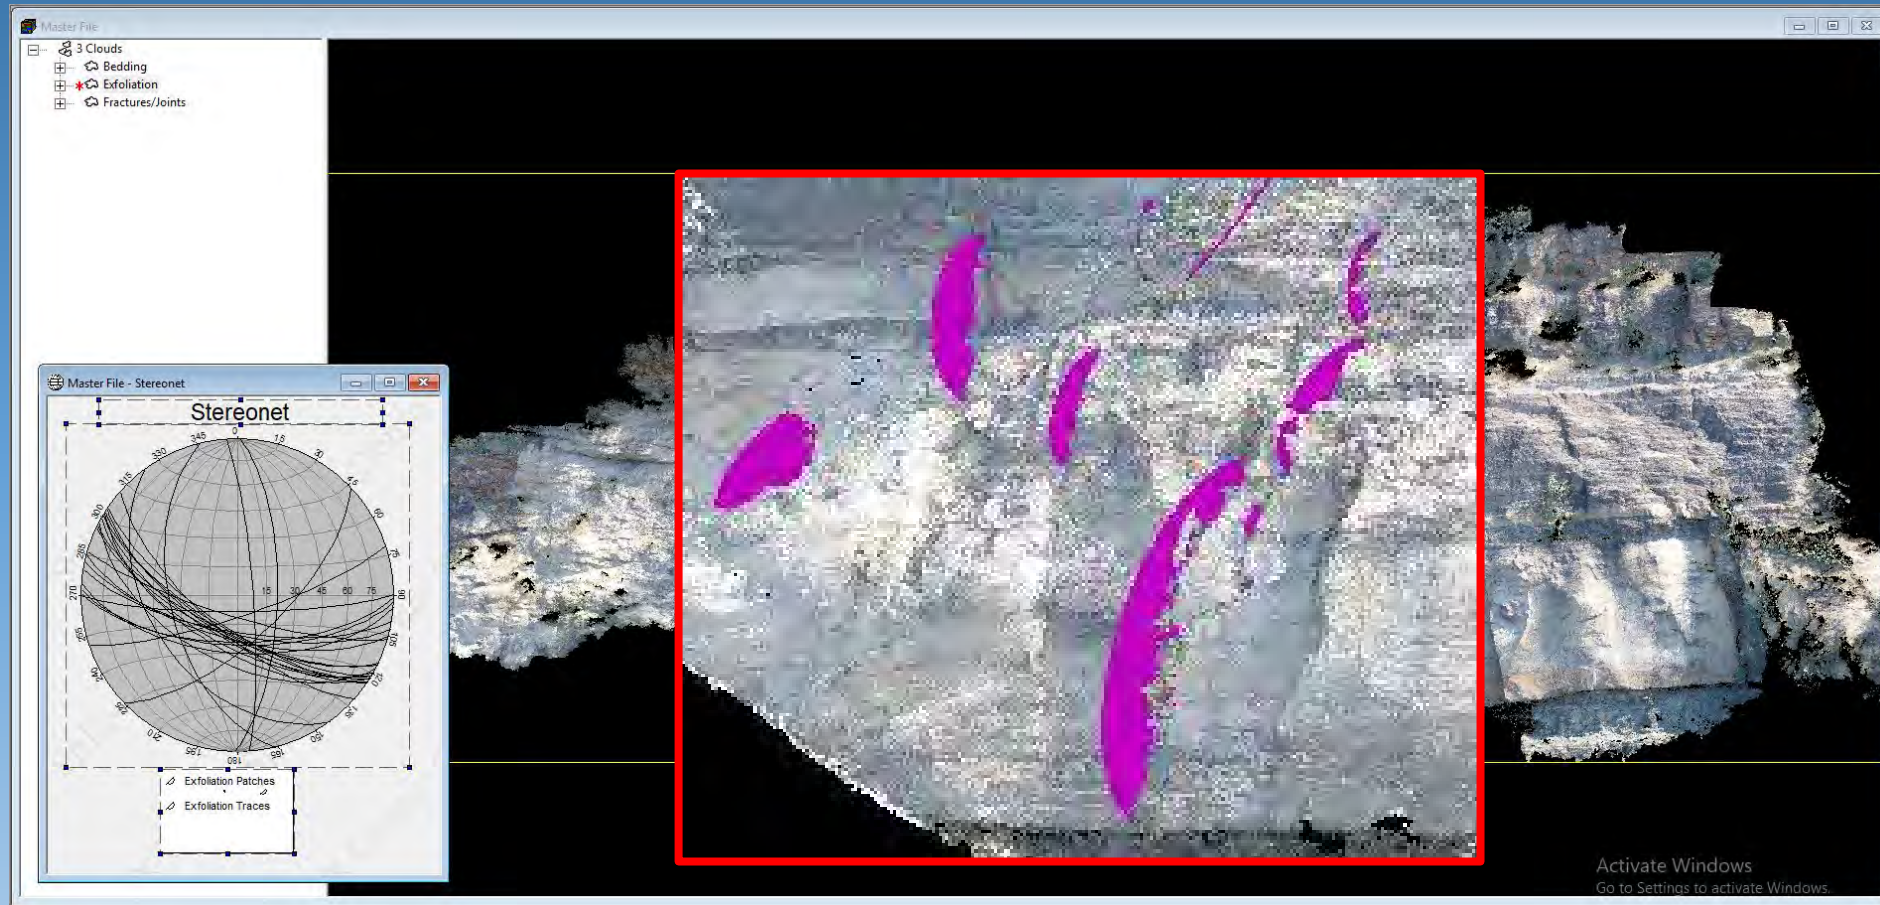 Master File
3 Clouds
Bedding
Exfoliation
Fractures/Joints
Master File - Stereonet
Stereonet
0
345
15
330
30
315
45
300
60
285
75
270
15 30 45 60 75
90
255
105
240
120
225
135
210
150
195
165
180
Exfoliation Patches
Exfoliation Traces
Activate Windows
Go to Settings to activate Windows.